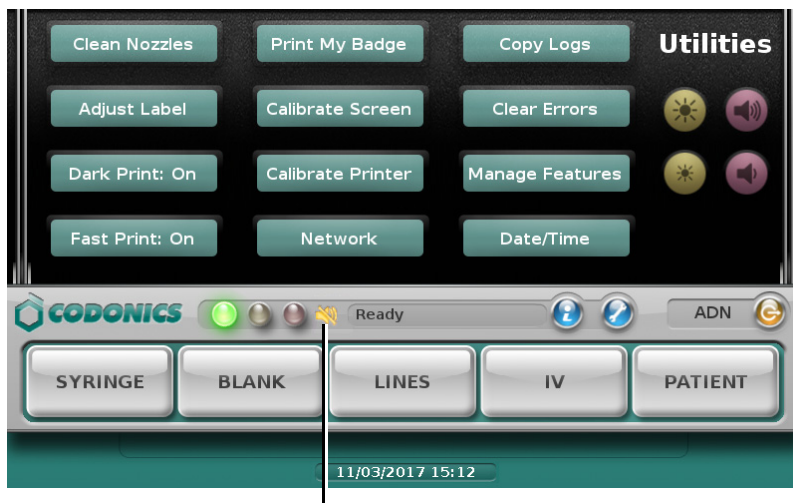 Clean Nozzles
Print My Badge
Copy Logs
Utilities
Adjust Label
Calibrate Screen
Clear Errors
Dark Print: On
Calibrate Printer
Manage Features
Fast Print: On
Network
Date/Time
CODONICS
Ready
i
ADN
SYRINGE
BLANK
LINES
IV
PATIENT
11/03/2017 15:12